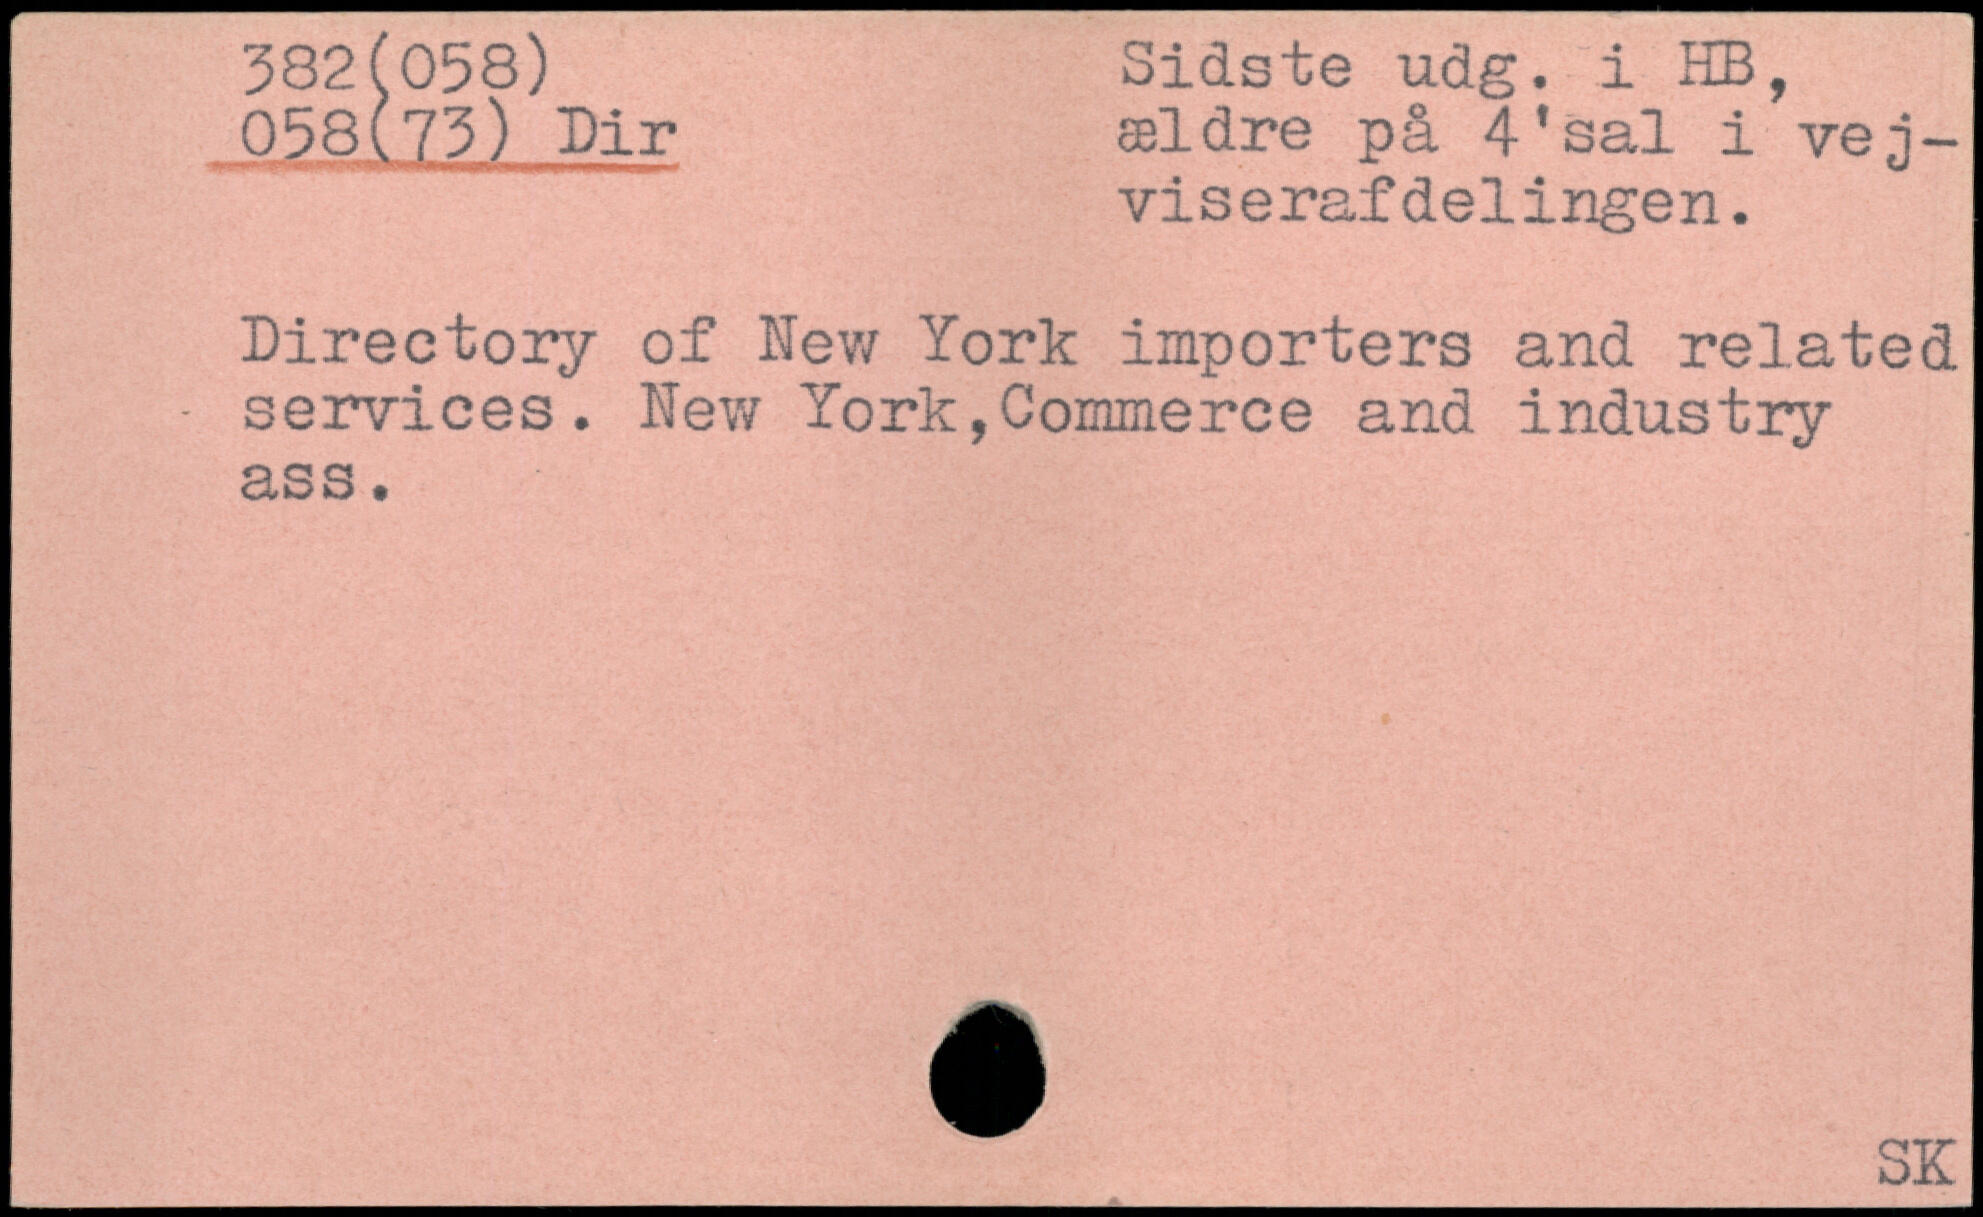 382(058)
058(73) Dir
Sidste udg. i HB,
ældre på 4'sal i vej-
viserafdelingen.
Directory of New York importers and related
services. New York,Commerce and industry
ass.
SK